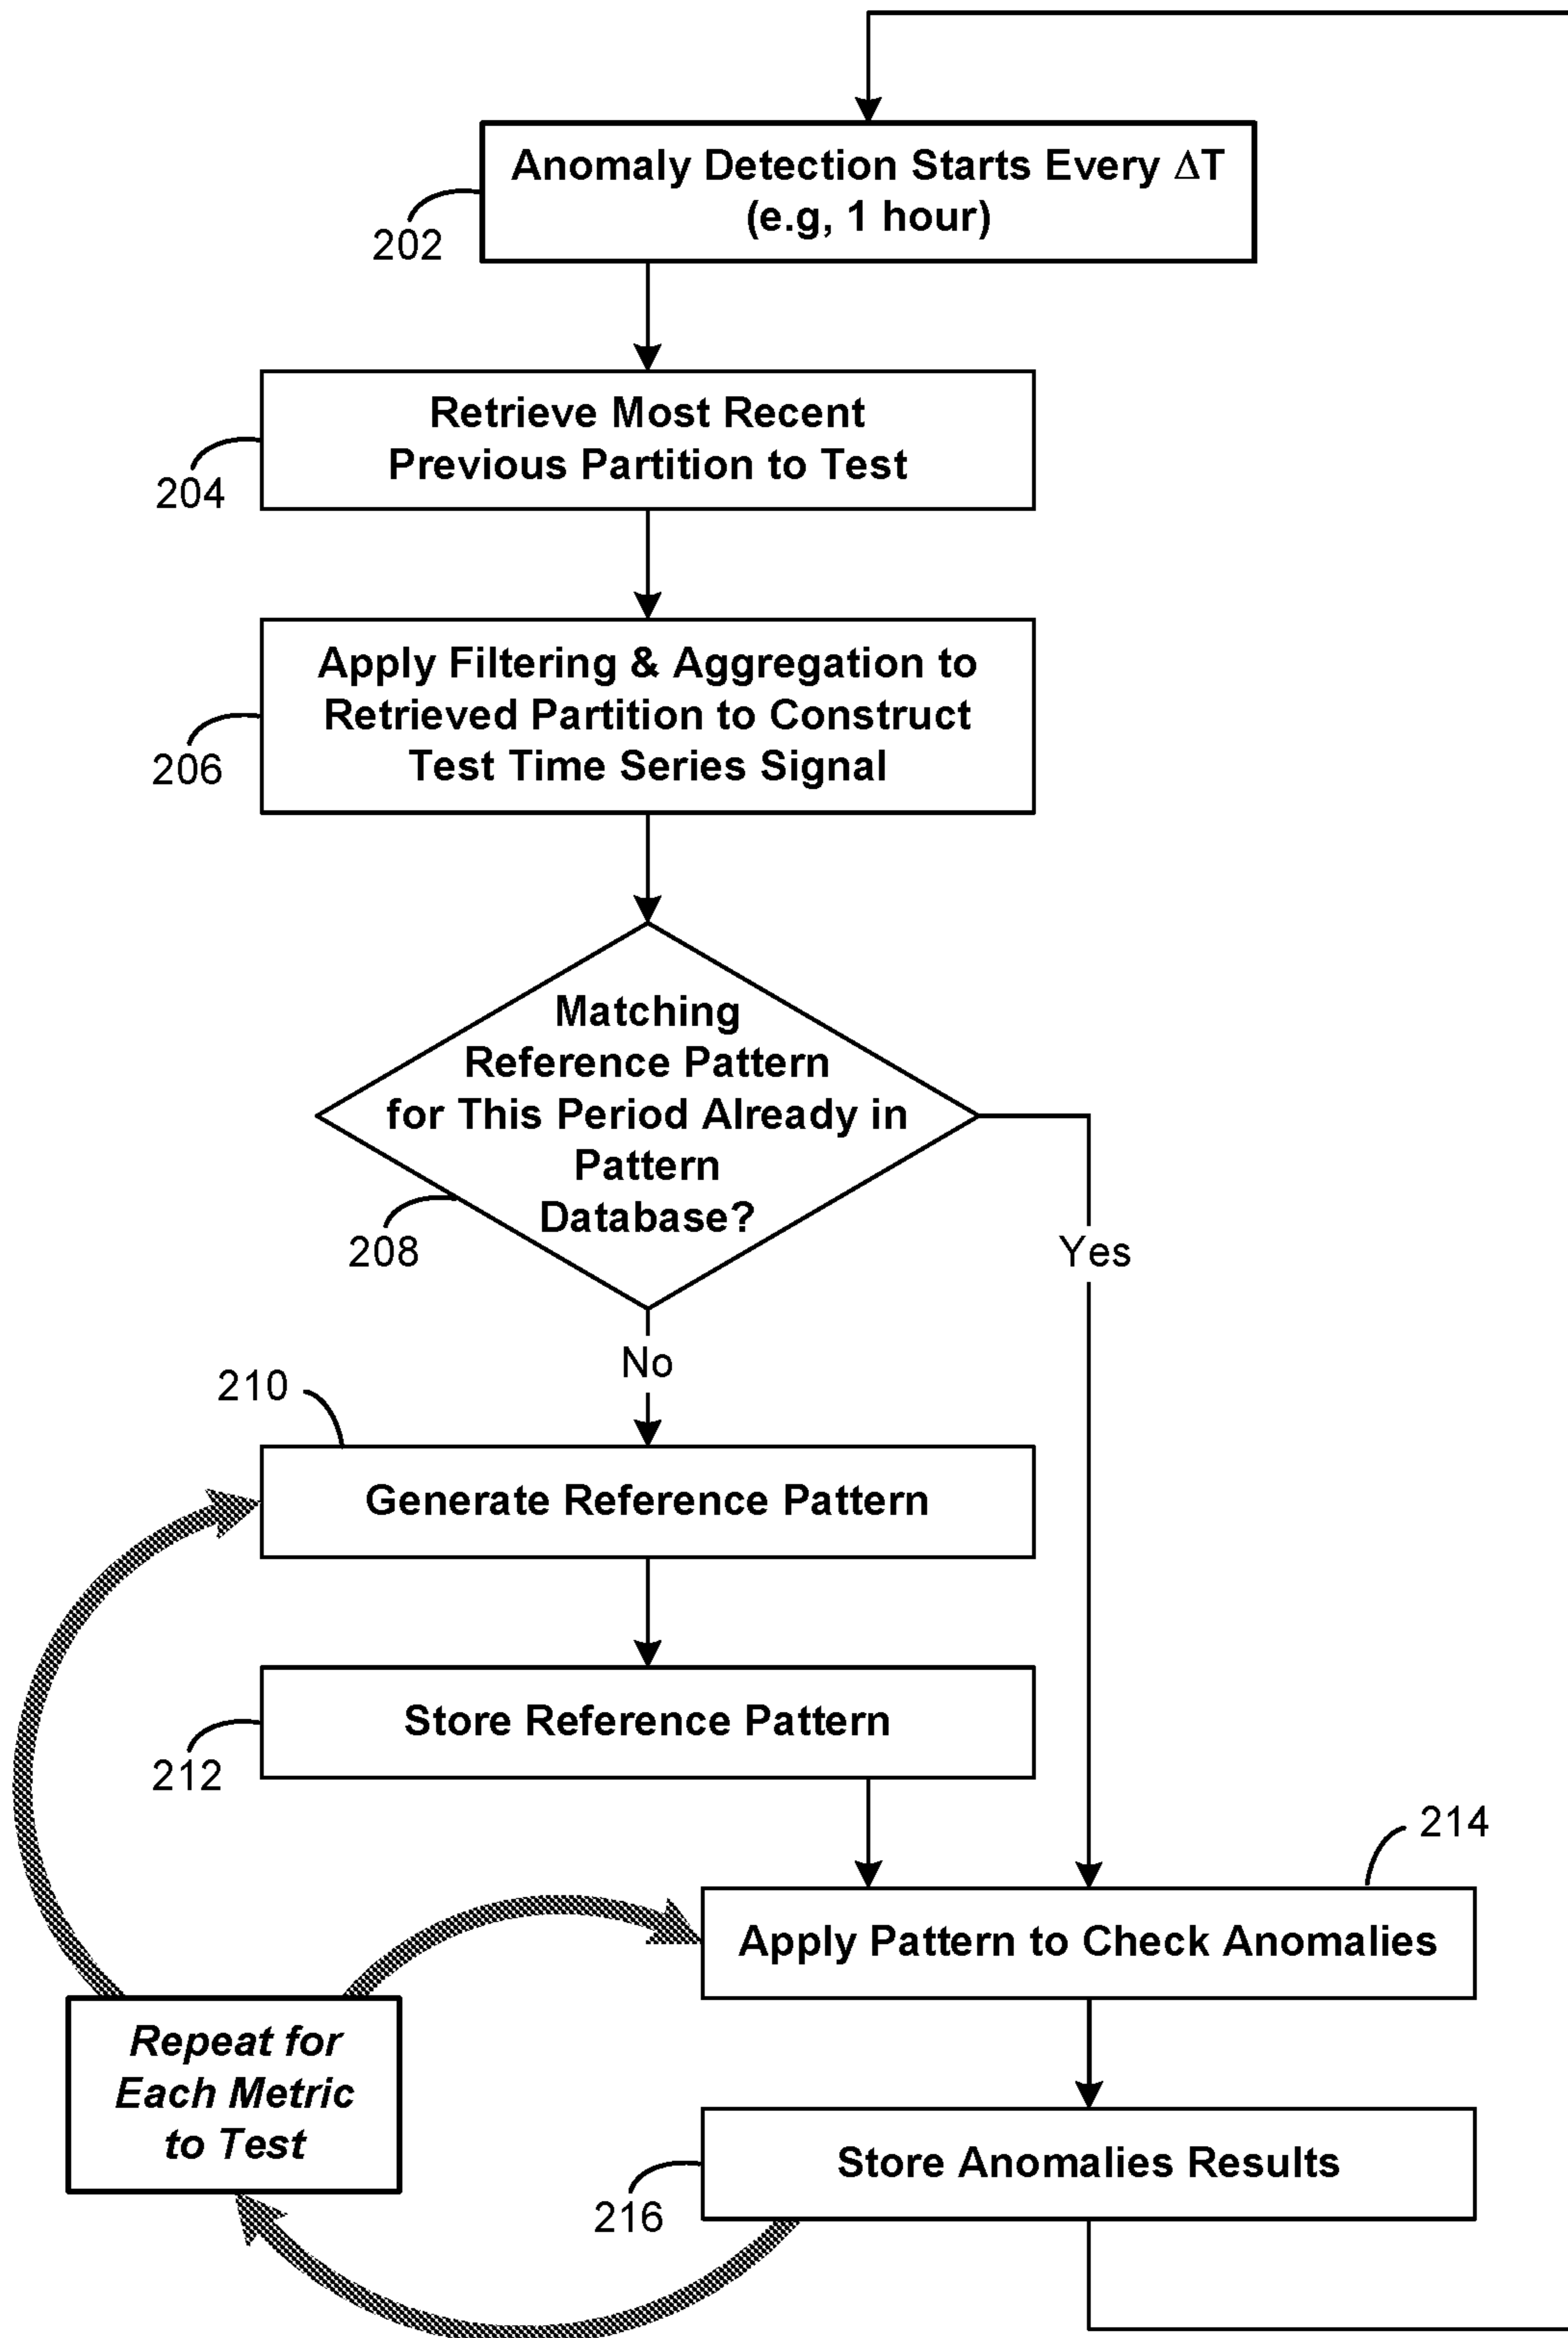 Anomaly Detection Starts Every ΔT
(e.g, 1 hour)
202
Retrieve Most Recent
Previous Partition to Test
204
Apply Filtering & Aggregation to
Retrieved Partition to Construct
Test Time Series Signal
206
Matching
Reference Pattern
for This Period Already in
Pattern
Database?
208
Yes
No
210
Generate Reference Pattern
Store Reference Pattern
212
214
Apply Pattern to Check Anomalies
Repeat for
Each Metric
to Test
Store Anomalies Results
216